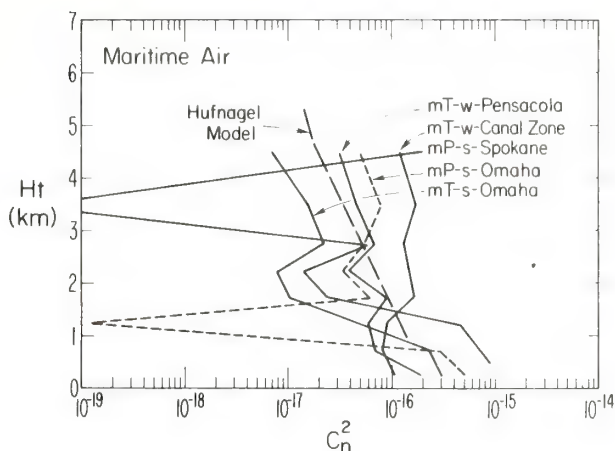 7
Maritime Air
6
5
4
3
2
1
0
Ht
(km)
Hufnagel
Model
mT-w-Pensacola
mT-w-Canal Zone
mP-s-Spokane
mP-s-Omaha
mT-s-Omaha
10^-19
10^-18
10^-17
10^-16
10^-15
10^-14
C_n^2